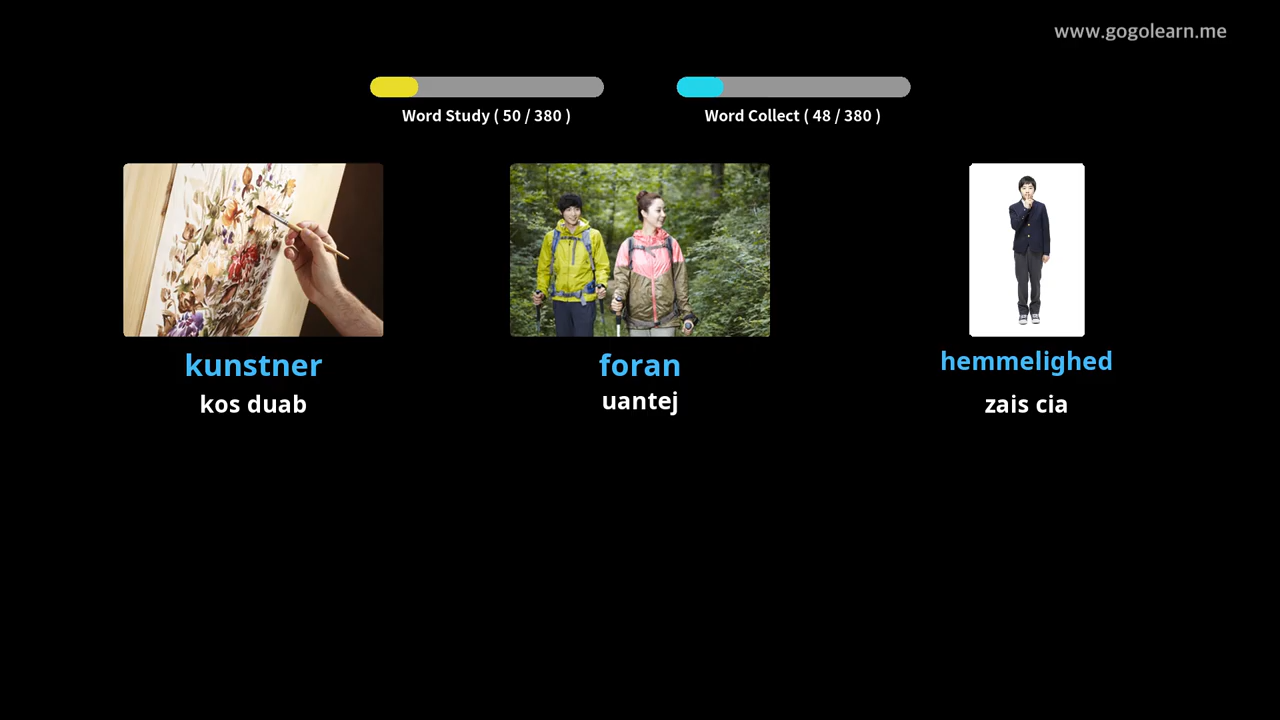 www.gogolearn.me
Word Study ( 50 / 380 )
Word Collect ( 48 / 380 )
kunstner
foran
hemmelighed
kos duab
uantej
zais cia